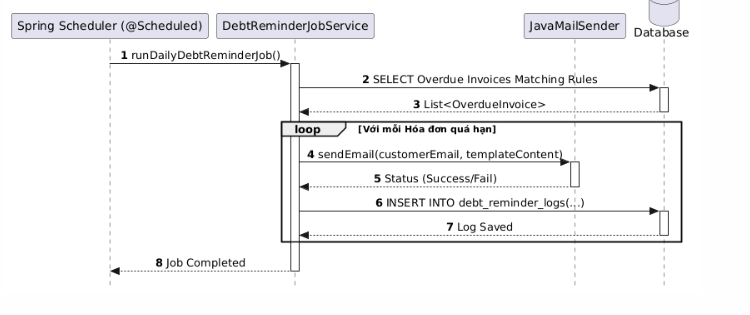 Spring Scheduler (@Scheduled)
DebtReminderJobService
JavaMailSender
Database
1 runDailyDebtReminderJob()
2 SELECT Overdue Invoices Matching Rules
3 List<OverdueInvoice>
loop [Với mỗi Hóa đơn quá hạn]
4 sendEmail(customerEmail, templateContent)
5 Status (Success/Fail)
6 INSERT INTO debt_reminder_logs(...)
7 Log Saved
8 Job Completed